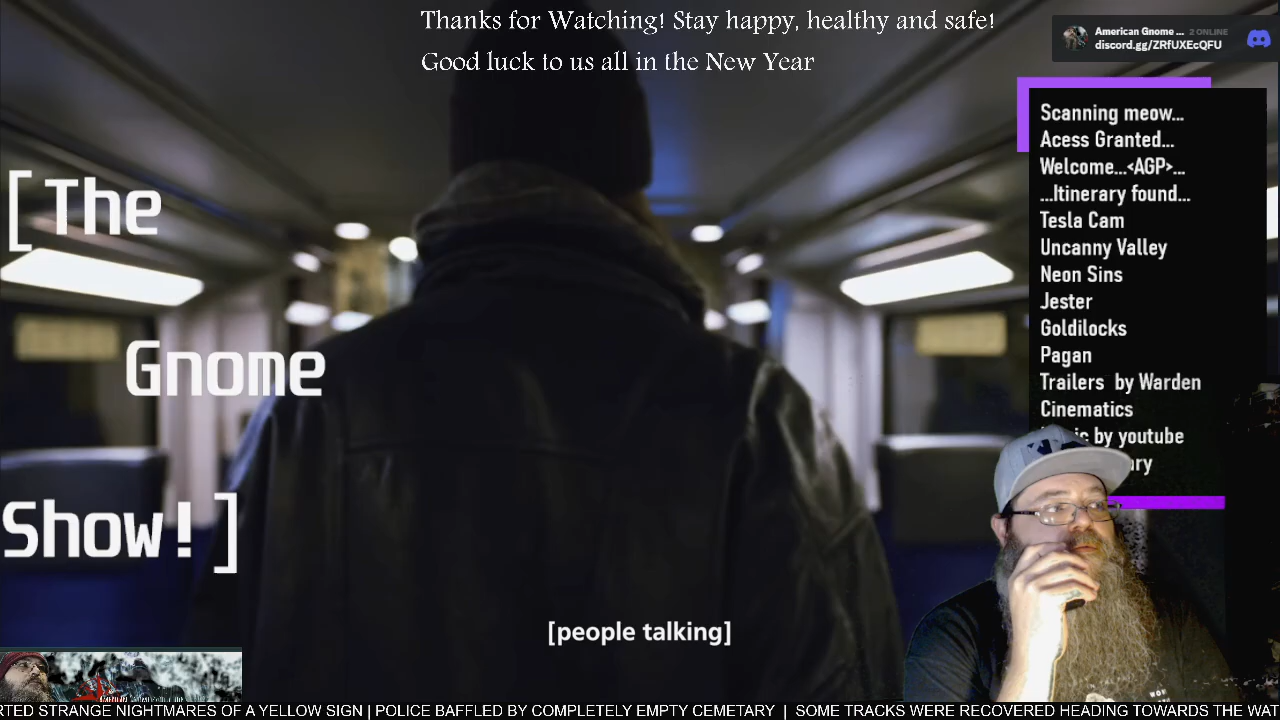 Thanks for Watching! Stay happy, healthy and safe!
Good luck to us all in the New Year
American Gnome ... 2 ONLINE
discord.gg/ZRfUXEcQFU
[The
Gnome
Show! ]
Scanning meow...
Acess Granted...
Welcome...<AGP>...
...Itinerary found...
Tesla Cam
Uncanny Valley
Neon Sins
Jester
Goldilocks
Pagan
Trailers by Warden
Cinematics
by youtube
[people talking]
STRANGE NIGHTMARES OF A YELLOW SIGN | POLICE BAFFLED BY COMPLETELY EMPTY CEMETARY | SOME TRACKS WERE RECOVERED HEADING TOWARDS THE